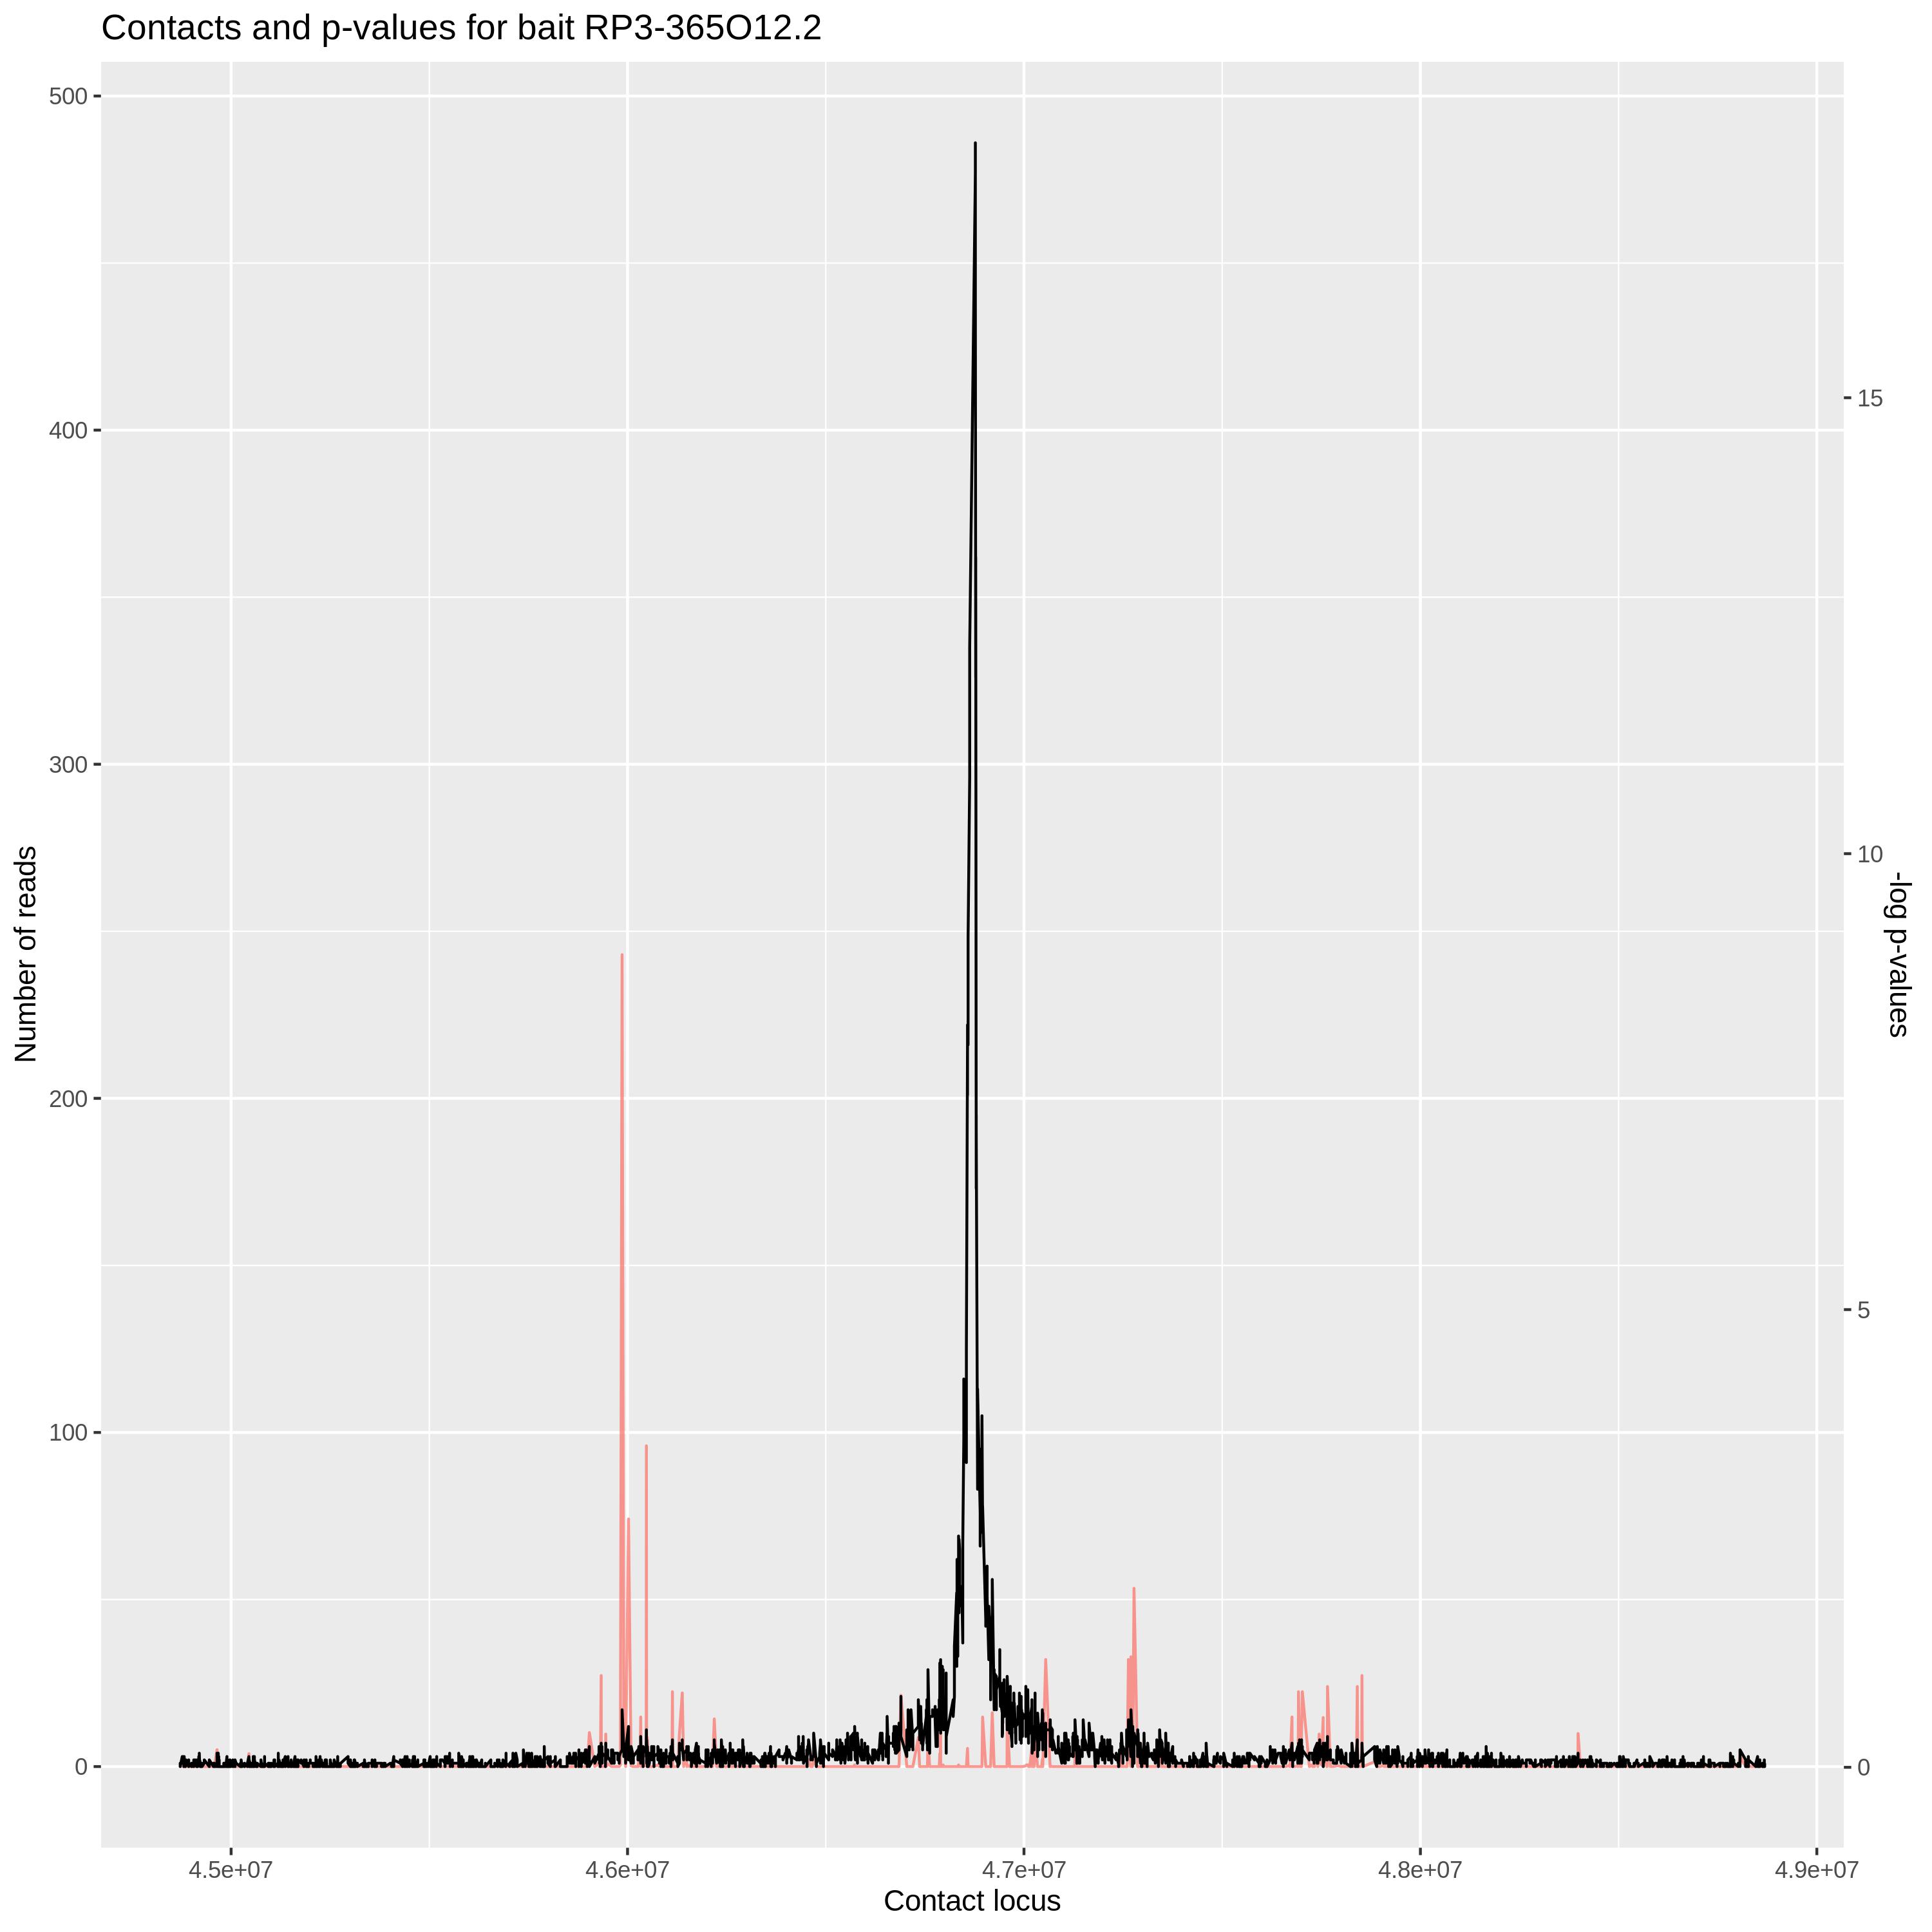 Contacts and p-values for bait RP3-365O12.2
500
400
300
200
100
0
Number of reads
15
10
5
0
-log p-values
4.5e+07
4.6e+07
4.7e+07
4.8e+07
4.9e+07
Contact locus